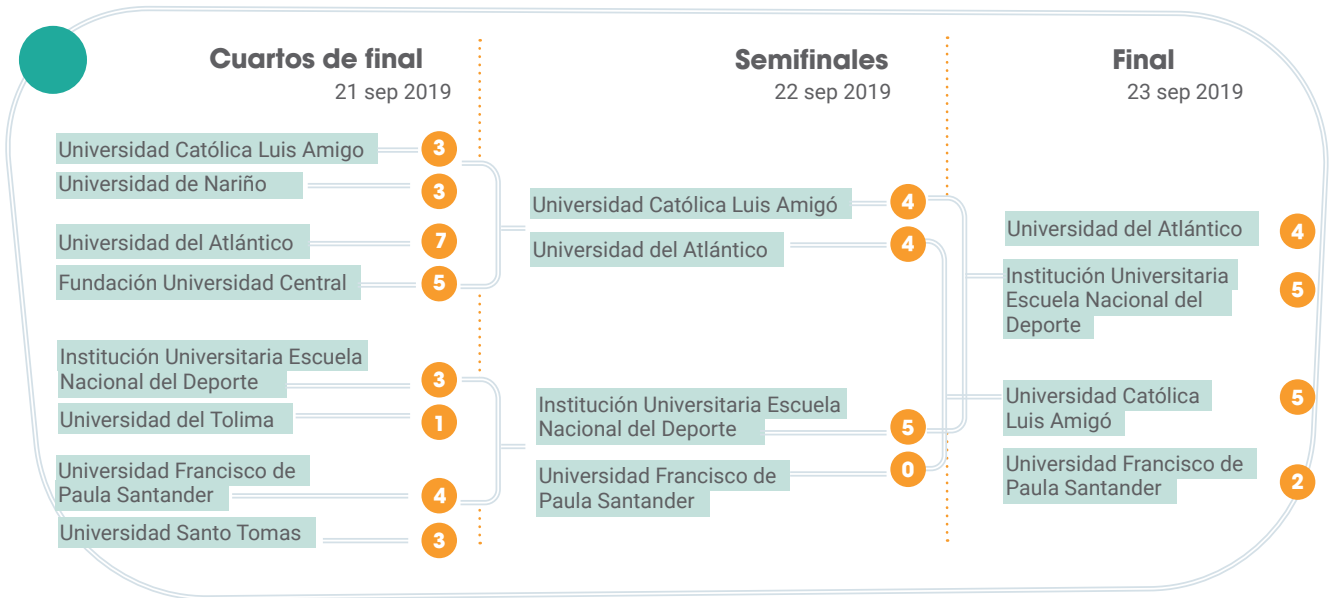 Cuartos de final
21 sep 2019
Universidad Católica Luis Amigo 3
Universidad de Nariño 3
Universidad del Atlántico 7
Fundación Universidad Central 5
Institución Universitaria Escuela
Nacional del Deporte 3
Universidad del Tolima 1
Universidad Francisco de
Paula Santander 4
Universidad Santo Tomas 3
Semifinales
22 sep 2019
Universidad Católica Luis Amigó 4
Universidad del Atlántico 4
Institución Universitaria Escuela
Nacional del Deporte 5
Universidad Francisco de 0
Paula Santander
Final
23 sep 2019
Universidad del Atlántico 4
Institución Universitaria
Escuela Nacional del 5
Deporte
Universidad Católica 5
Luis Amigó
Universidad Francisco de
Paula Santander 2